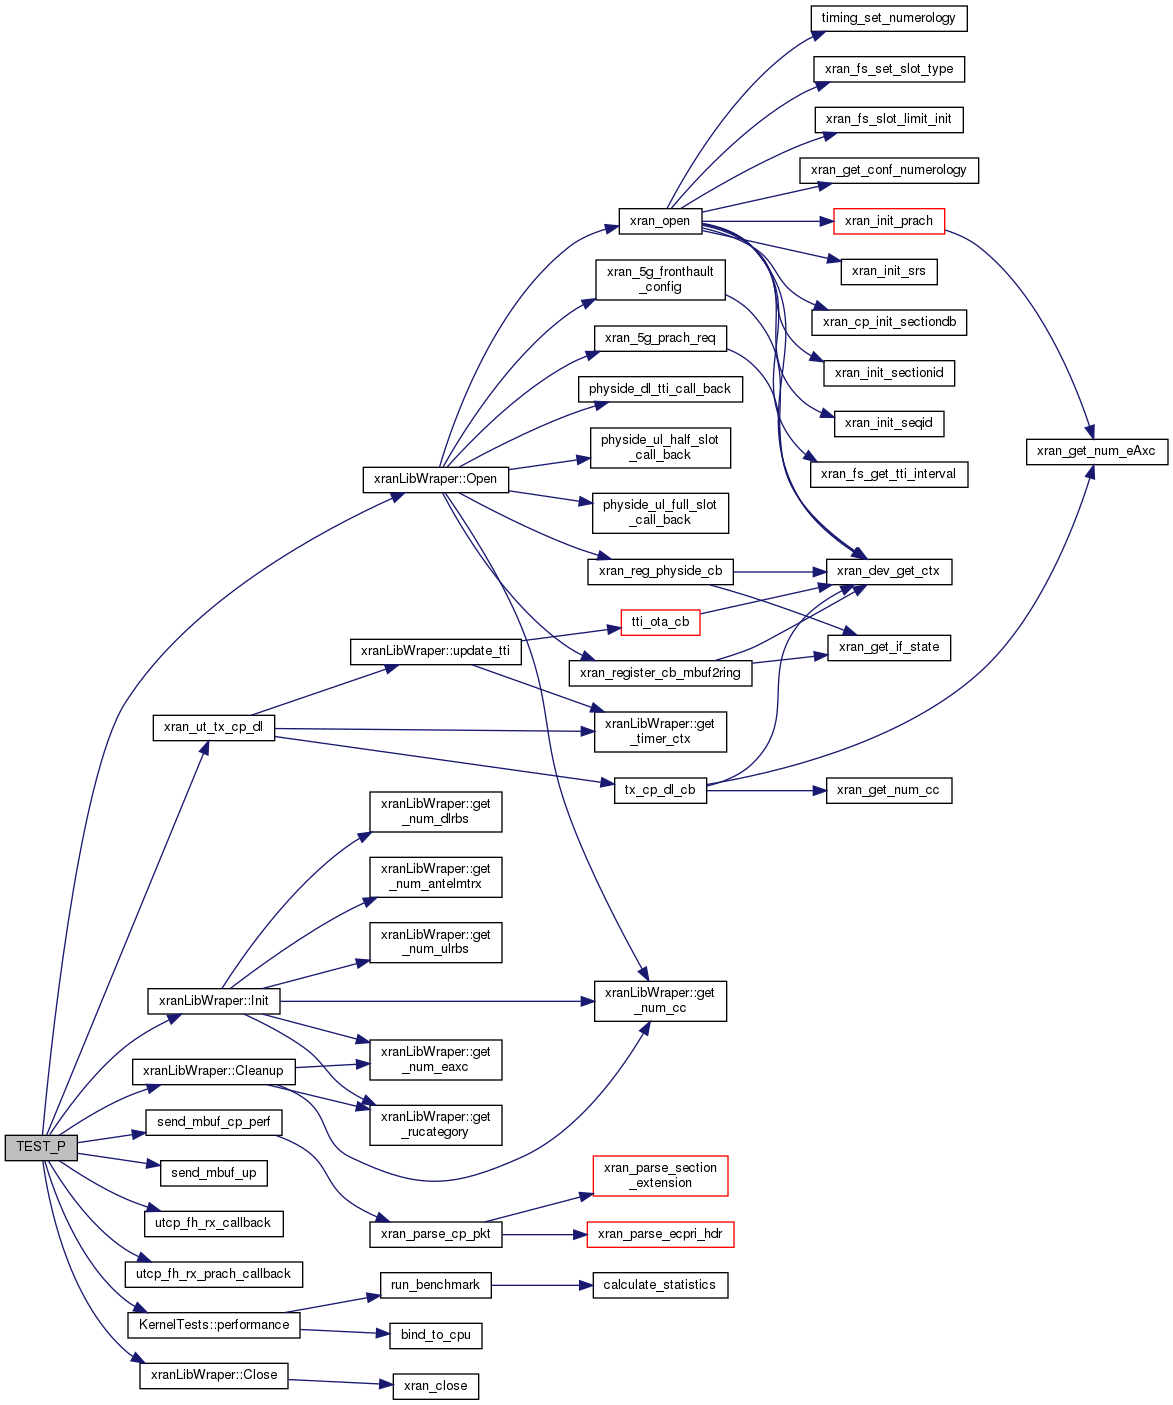 timing_set_numerology
xran_fs_set_slot_type
xran_fs_slot_limit_init
xran_get_conf_numerology
xran_open
xran_init_prach
xran_init_srs
xran_5g_fronthault
_config
xran_cp_init_sectiondb
xran_5g_prach_req
xran_init_sectionid
physide_dl_tti_call_back
xran_init_seqid
physide_ul_half_slot
_call_back
xran_get_num_eAxc
xranLibWraper::Open
xran_fs_get_tti_interval
physide_ul_full_slot
_call_back
xran_reg_physide_cb
xran_dev_get_ctx
tti_ota_cb
xranLibWraper::update_tti
xran_get_if_state
xran_register_cb_mbuf2ring
xran_ut_tx_cp_dl
xranLibWraper::get
_timer_ctx
tx_cp_dl_cb
xran_get_num_cc
xranLibWraper::get
_num_dlrbs
xranLibWraper::get
_num_antelmtrx
xranLibWraper::get
_num_ulrbs
xranLibWraper::Init
xranLibWraper::get
_num_cc
xranLibWraper::get
_num_eaxc
xranLibWraper::Cleanup
xranLibWraper::get
_rucategory
send_mbuf_cp_perf
TEST_P
send_mbuf_up
xran_parse_section
_extension
utcp_fh_rx_callback
xran_parse_cp_pkt
xran_parse_ecpri_hdr
utcp_fh_rx_prach_callback
run_benchmark
calculate_statistics
KernelTests::performance
bind_to_cpu
xranLibWraper::Close
xran_close